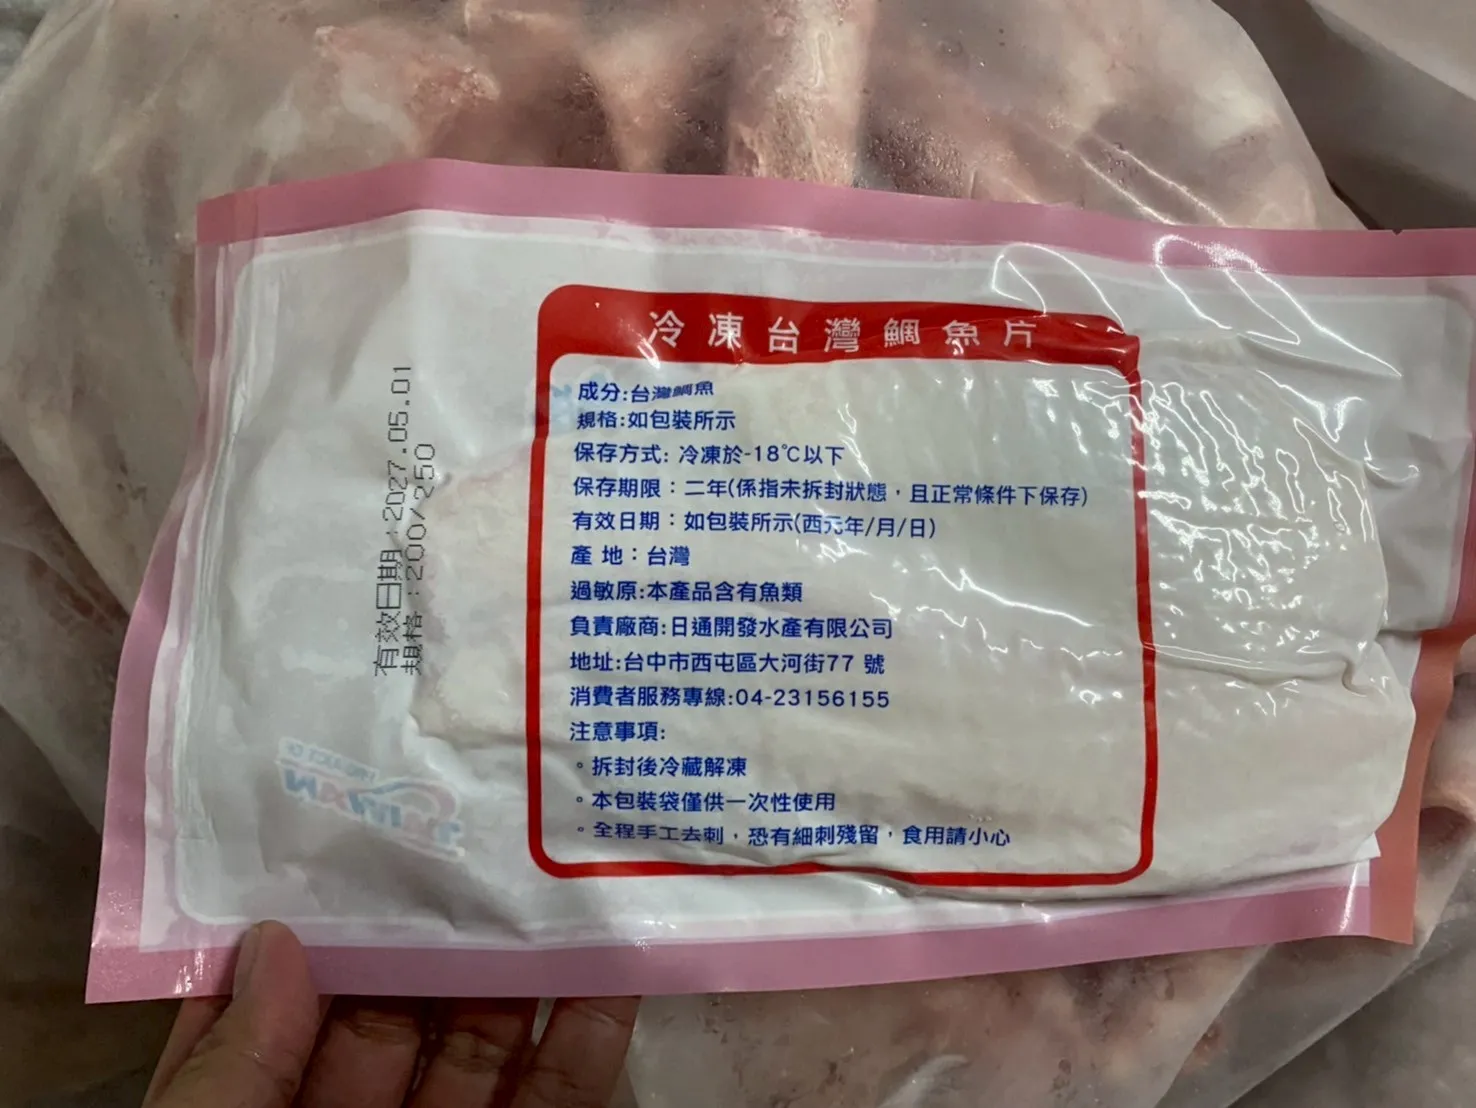 冷凍台灣鯛魚片
成分:台灣鯛魚
規格:如包裝所示
保存方式: 冷凍於-18℃以下
保存期限：二年(係指未拆封狀態，且正常條件下保存)
有效日期：如包裝所示(西元年/月/日)
產 地：台灣
過敏原:本產品含有魚類
負責廠商:日通開發水產有限公司
地址:台中市西屯區大河街77 號
消費者服務專線:04-23156155
注意事項:
。拆封後冷藏解凍
。本包裝袋僅供一次性使用
。全程手工去刺，恐有細刺殘留，食用請小心
有效日期：2027.05.01
規格：200/250